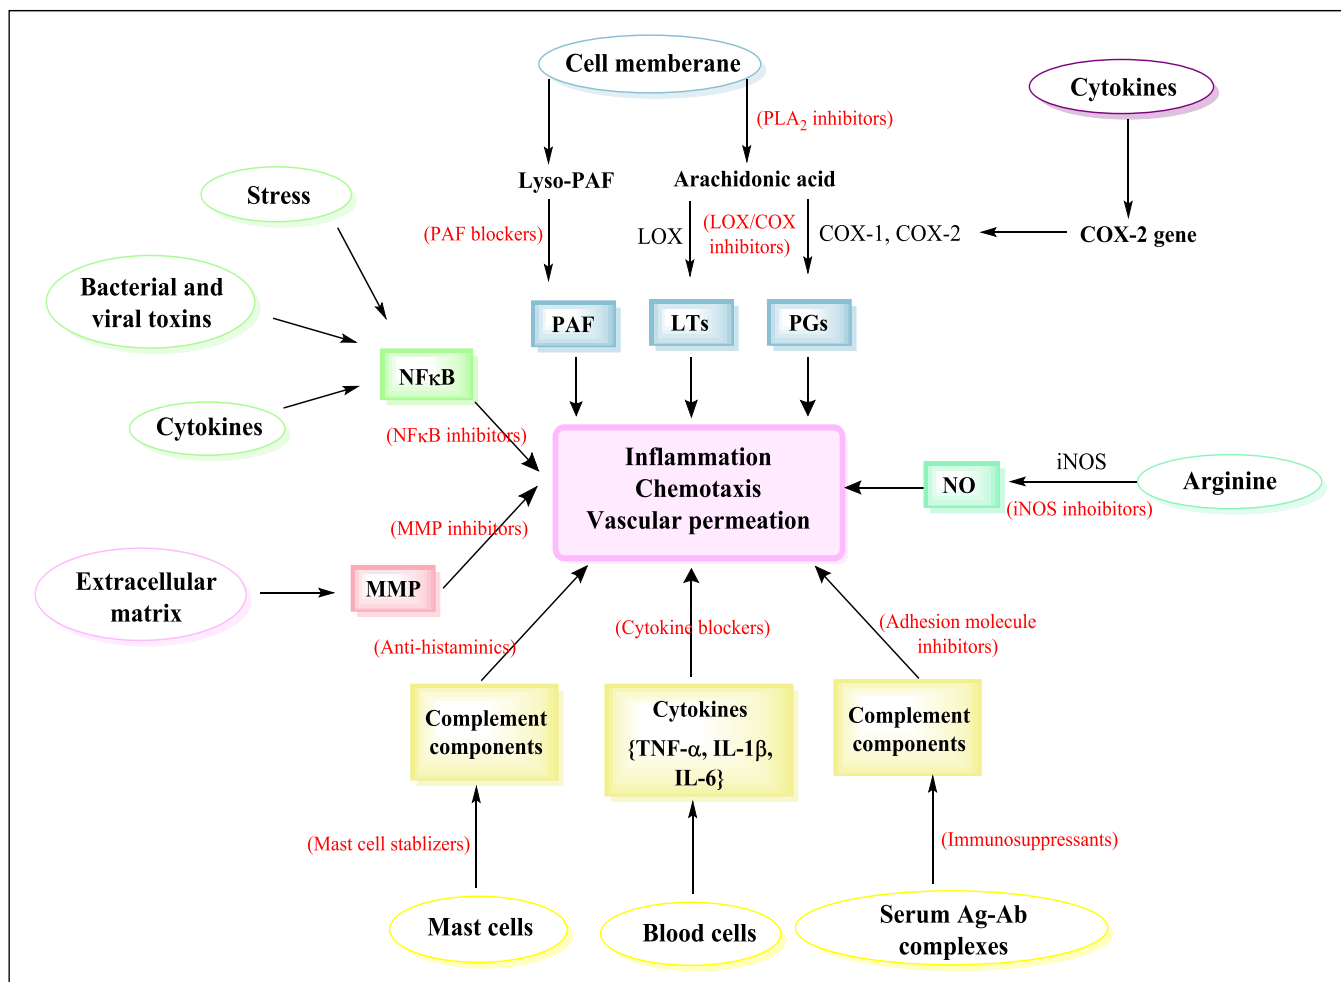 Cell memberane
Cytokines
(PLA₂ inhibitors)
Lyso-PAF
Arachidonic acid
Stress
(PAF blockers)
LOX
(LOX/COX
inhibitors)
COX-1, COX-2
COX-2 gene
Bacterial and
viral toxins
PAF
LTs
PGs
NFκB
Cytokines
(NFκB inhibitors)
Inflammation
Chemotaxis
Vascular permeation
iNOS
NO
Arginine
(iNOS inhoibitors)
(MMP inhibitors)
Extracellular
matrix
MMP
(Anti-histaminics)
(Cytokine blockers)
(Adhesion molecule
inhibitors)
Complement
components
Cytokines
{TNF-α, IL-1β,
IL-6}
Complement
components
(Mast cell stablizers)
(Immunosuppressants)
Mast cells
Blood cells
Serum Ag-Ab
complexes